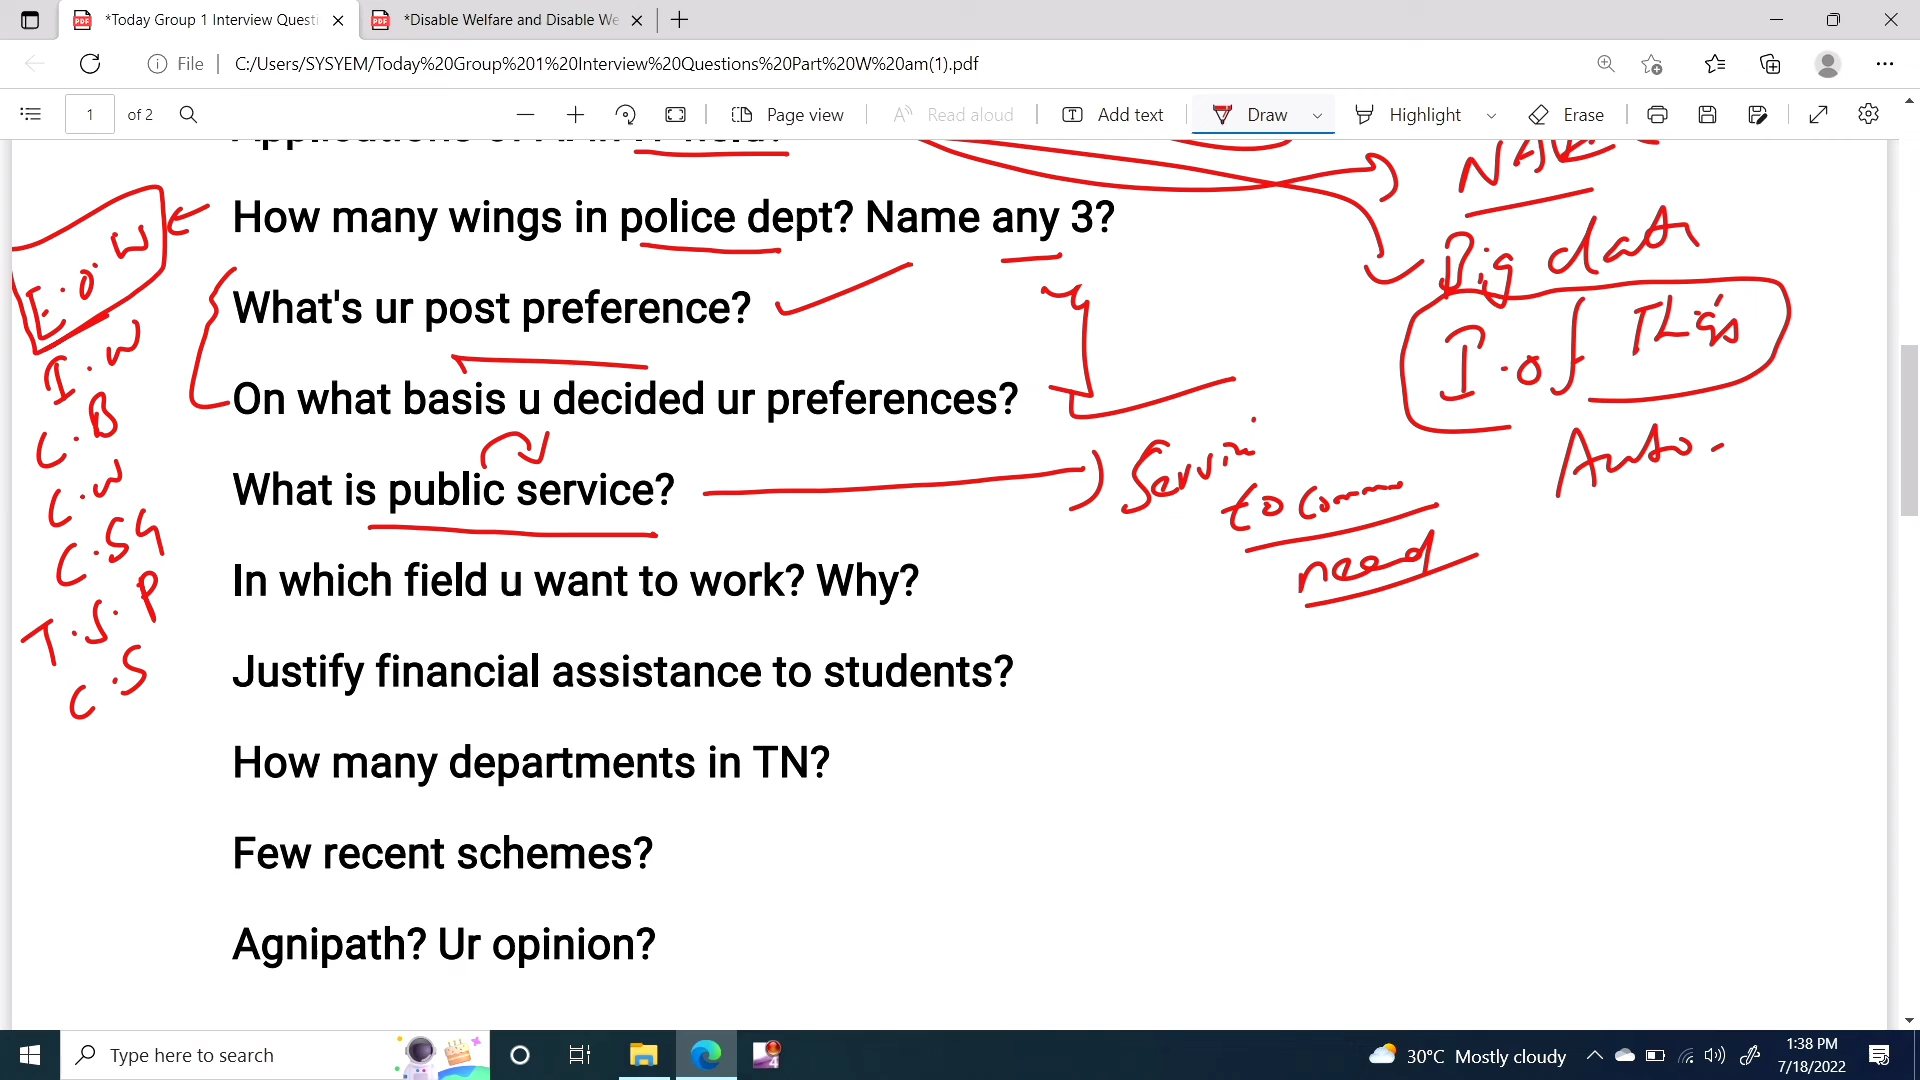 *Today Group 1 Interview Questi
*Disable Welfare and Disable We
File
C:/Users/SYSYEM/Today%20Group%201%20Interview%20Questions%20Part%20W%20am(1).pdf
1
of 2
Page view
Read aloud
Add text
Draw
Highlight
Erase
How many wings in police dept? Name any 3?
What's ur post preference?
On what basis u decided ur preferences?
What is public service?
In which field u want to work? Why?
Justify financial assistance to students?
How many departments in TN?
Few recent schemes?
Agnipath? Ur opinion?
E.O.W
I.W
C.B
C.W
C.SG
T.S.P
C.S
Big data
I.of
Auto.
to comm
need
Type here to search
30°C Mostly cloudy
1:38 PM
7/18/2022